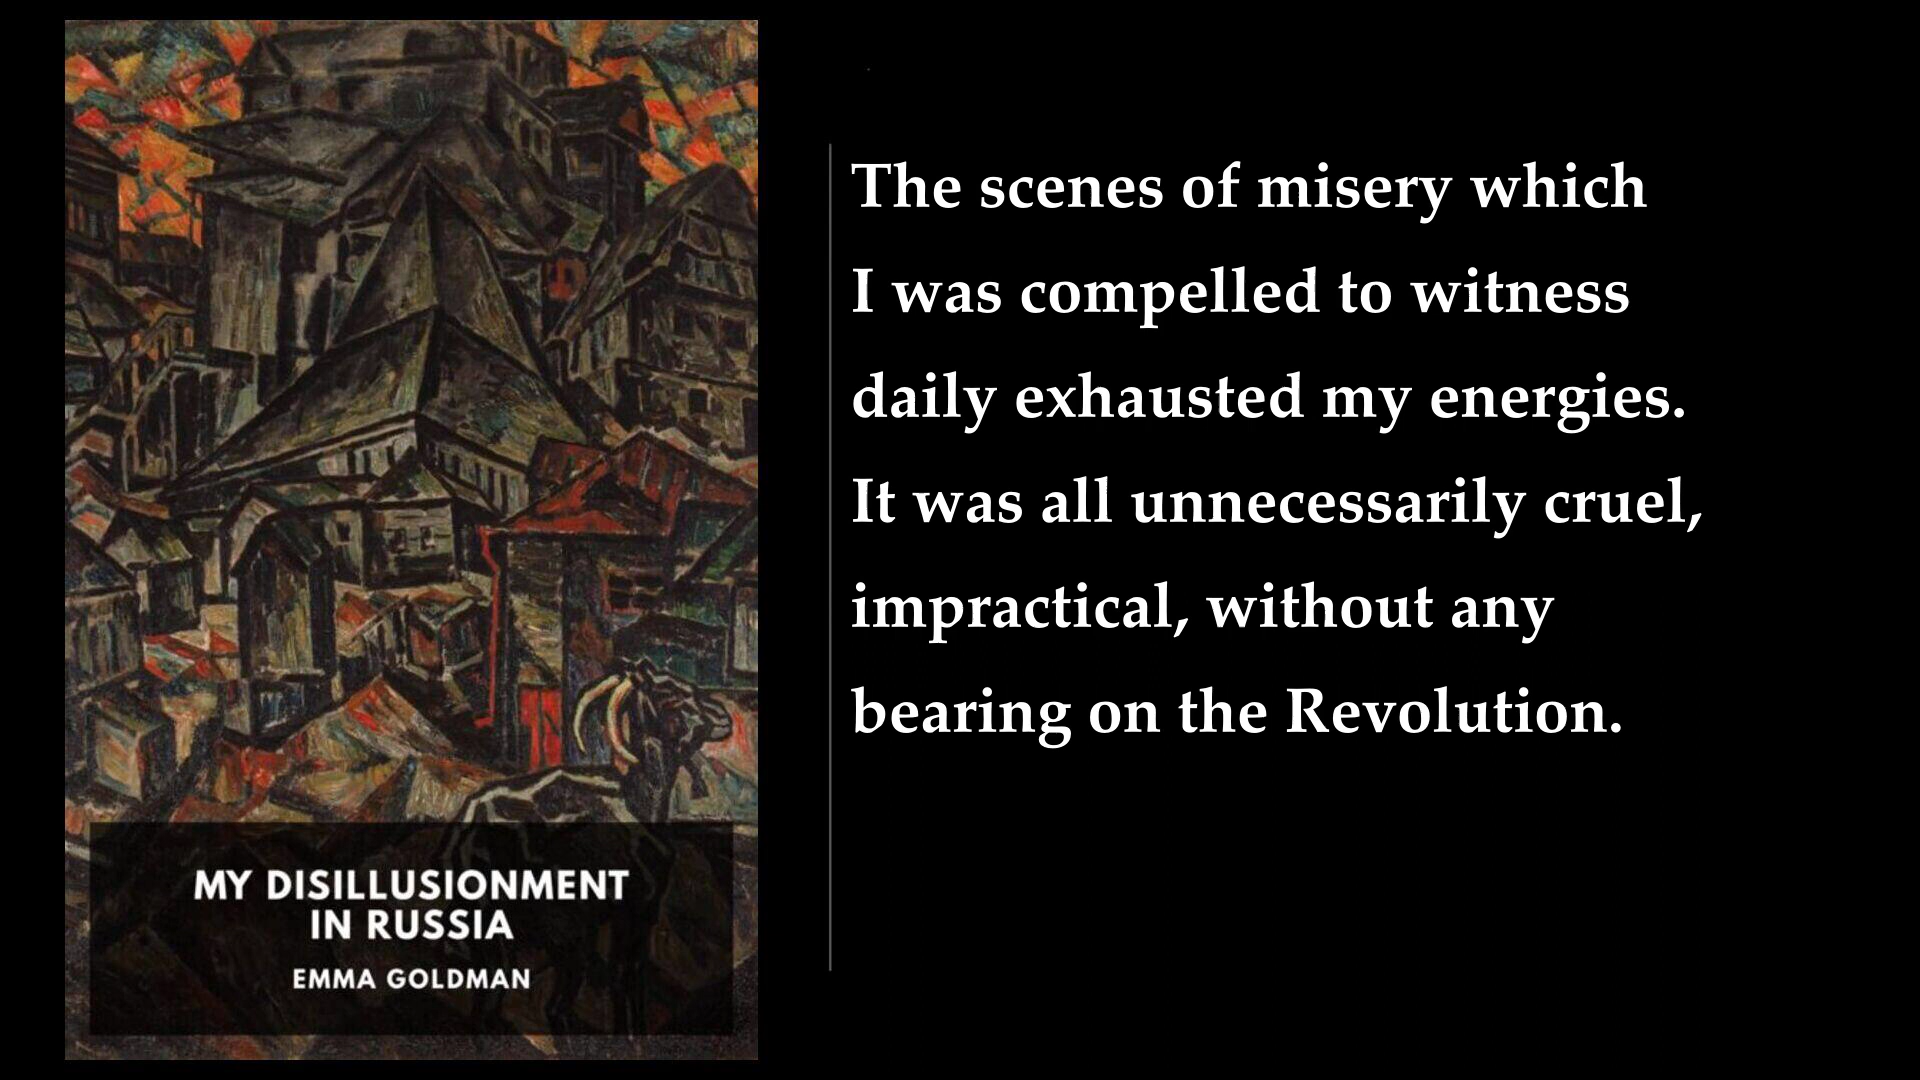 The scenes of misery which
I was compelled to witness
daily exhausted my energies.
It was all unnecessarily cruel,
impractical, without any
bearing on the Revolution.
MY DISILLUSIONMENT
IN RUSSIA
EMMA GOLDMAN